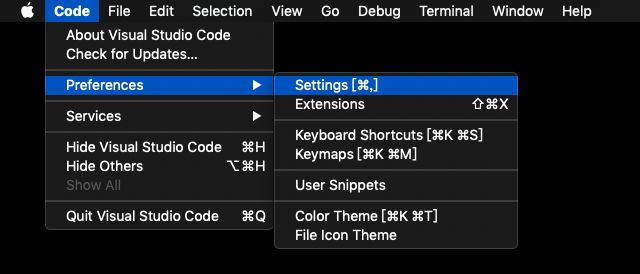 Code File Edit Selection View Go Debug Terminal Window Help
About Visual Studio Code
Check for Updates...
Preferences
Services
Hide Visual Studio Code ⌘H
Hide Others ⌥⌘H
Show All
Quit Visual Studio Code ⌘Q
Settings [⌘,]
Extensions ⇧⌘X
Keyboard Shortcuts [⌘K ⌘S]
Keymaps [⌘K ⌘M]
User Snippets
Color Theme [⌘K ⌘T]
File Icon Theme